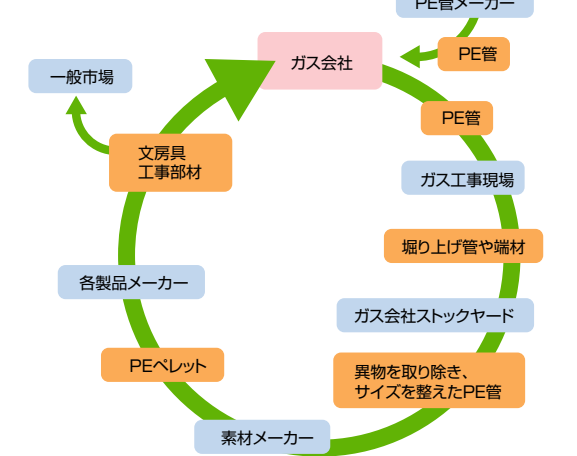 PE管メーカー
PE管
ガス会社
一般市場
PE管
文房具
工事部材
ガス工事現場
堀り上げ管や端材
各製品メーカー
ガス会社ストックヤード
PEペレット
異物を取り除き、
サイズを整えたPE管
素材メーカー